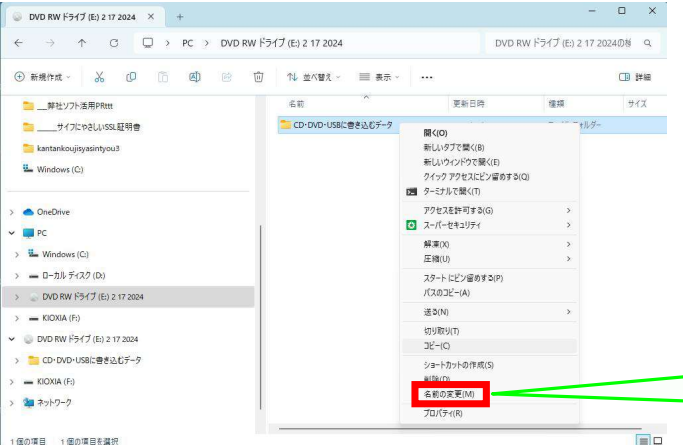 DVD RW ドライブ (E:) 2 17 2024
PC > DVD RW ドライブ (E:) 2 17 2024
DVD RW ドライブ (E:) 2 17 2024の検
新規作成
並べ替え
表示
詳細
__弊社ソフト活用PRttt
_____サイフにやさしいSSL証明書
kantankoujisyasintyou3
Windows (C:)
OneDrive
PC
Windows (C:)
ローカル ディスク (D:)
DVD RW ドライブ (E:) 2 17 2024
KIOXIA (F:)
DVD RW ドライブ (E:) 2 17 2024
CD・DVD・USBに書き込むデータ
KIOXIA (F:)
ネットワーク
名前 更新日時 種類 サイズ
CD・DVD・USBに書き込むデータ
開く(O)
新しいタブで開く(B)
新しいウィンドウで開く(E)
クイック アクセスにピン留めする(Q)
ターミナルで開く(T)
アクセスを許可する(G)
スーパーセキュリティ
解凍(X)
圧縮(U)
スタート にピン留めする(P)
パスのコピー(A)
送る(N)
切り取り(T)
コピー(C)
ショートカットの作成(S)
削除(D)
名前の変更(M)
プロパティ(R)
1 個の項目 1 個の項目を選択